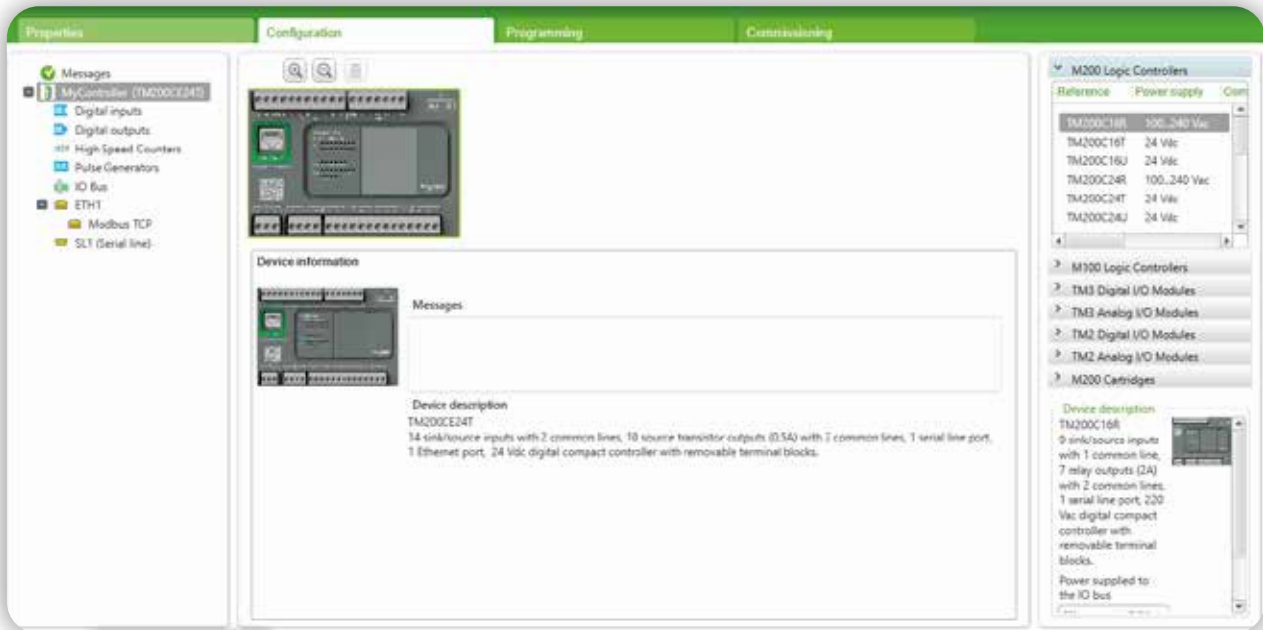 Properties
Configuration
Programming
Commissioning
Messages
MyController (TM200CE24T)
Digital inputs
Digital outputs
High Speed Counters
Pulse Generators
IO Bus
ETH1
Modbus TCP
SL1 (Serial line)
Device information
Messages
Device description
TM200CE24T
14 sink/source inputs with 2 common lines, 10 source transistor outputs (0.5A) with 2 common lines, 1 serial line port,
1 Ethernet port, 24 Vdc digital compact controller with removable terminal blocks.
M200 Logic Controllers
Reference Power supply Com
TM200C16R 100..240 Vac
TM200C16T 24 Vdc
TM200C16U 24 Vdc
TM200C24R 100..240 Vac
TM200C24T 24 Vdc
TM200C24U 24 Vdc
M100 Logic Controllers
TM3 Digital I/O Modules
TM3 Analog I/O Modules
TM2 Digital I/O Modules
TM2 Analog I/O Modules
M200 Cartridges
Device description
TM200C16R
9 sink/source inputs
with 1 common line,
7 relay outputs (2A)
with 2 common lines,
1 serial line port, 220
Vac digital compact
controller with
removable terminal
blocks.
Power supplied to
the IO bus